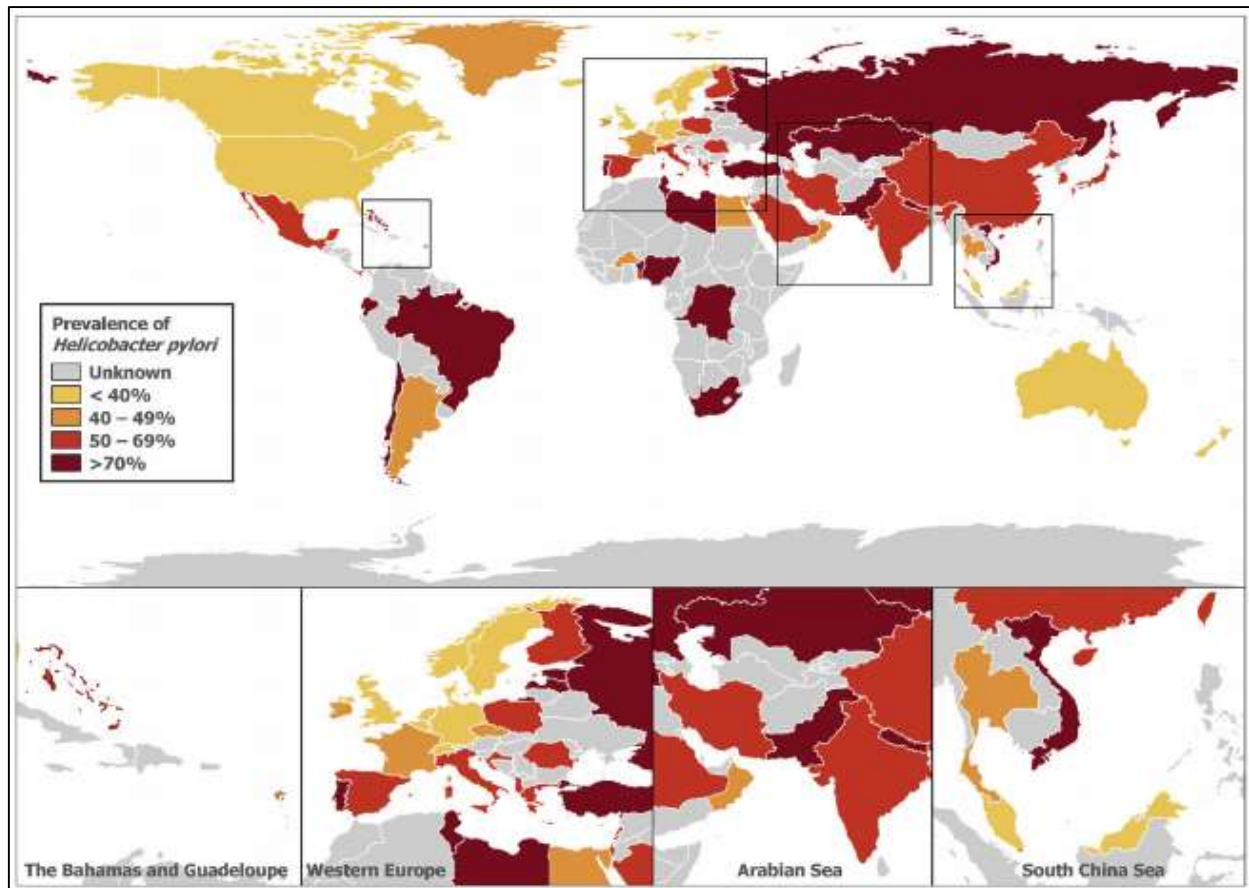 Prevalence of
Helicobacter pylori
Unknown
< 40%
40 – 49%
50 – 69%
>70%
The Bahamas and Guadeloupe
Western Europe
Arabian Sea
South China Sea